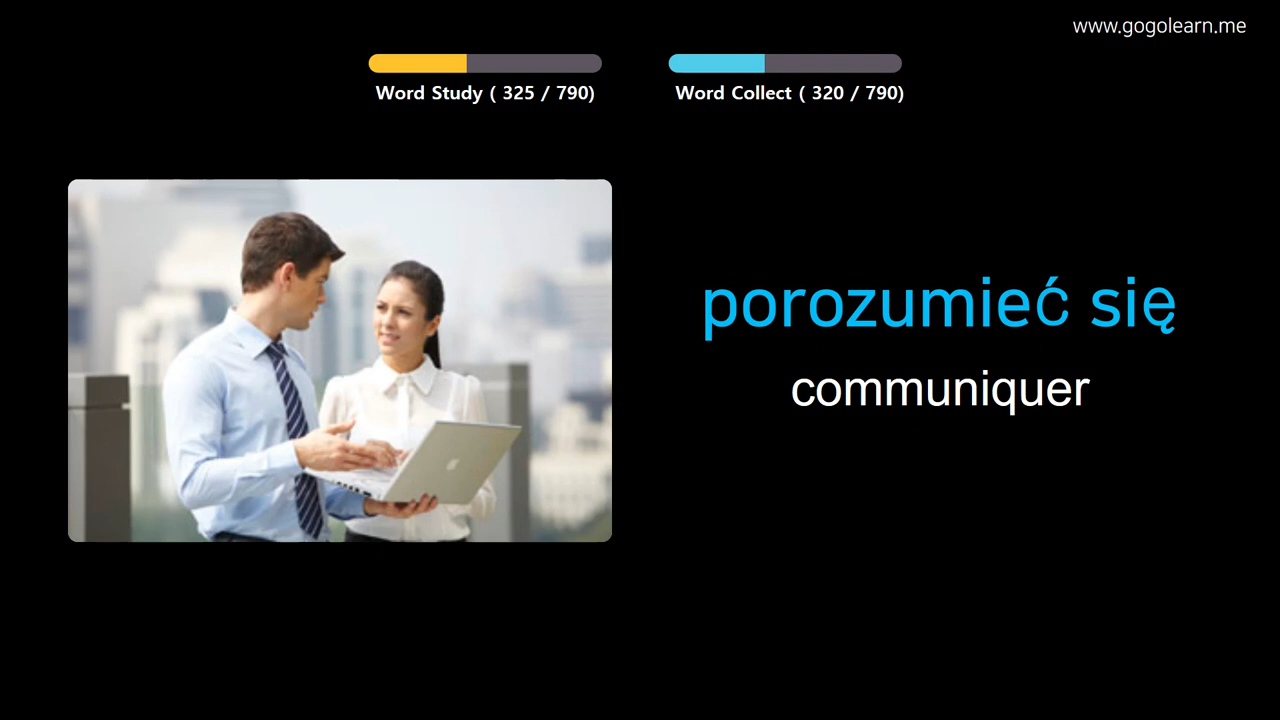 www.gogolearn.me
Word Study ( 325 / 790)
Word Collect ( 320 / 790)
porozumieć się
communiquer